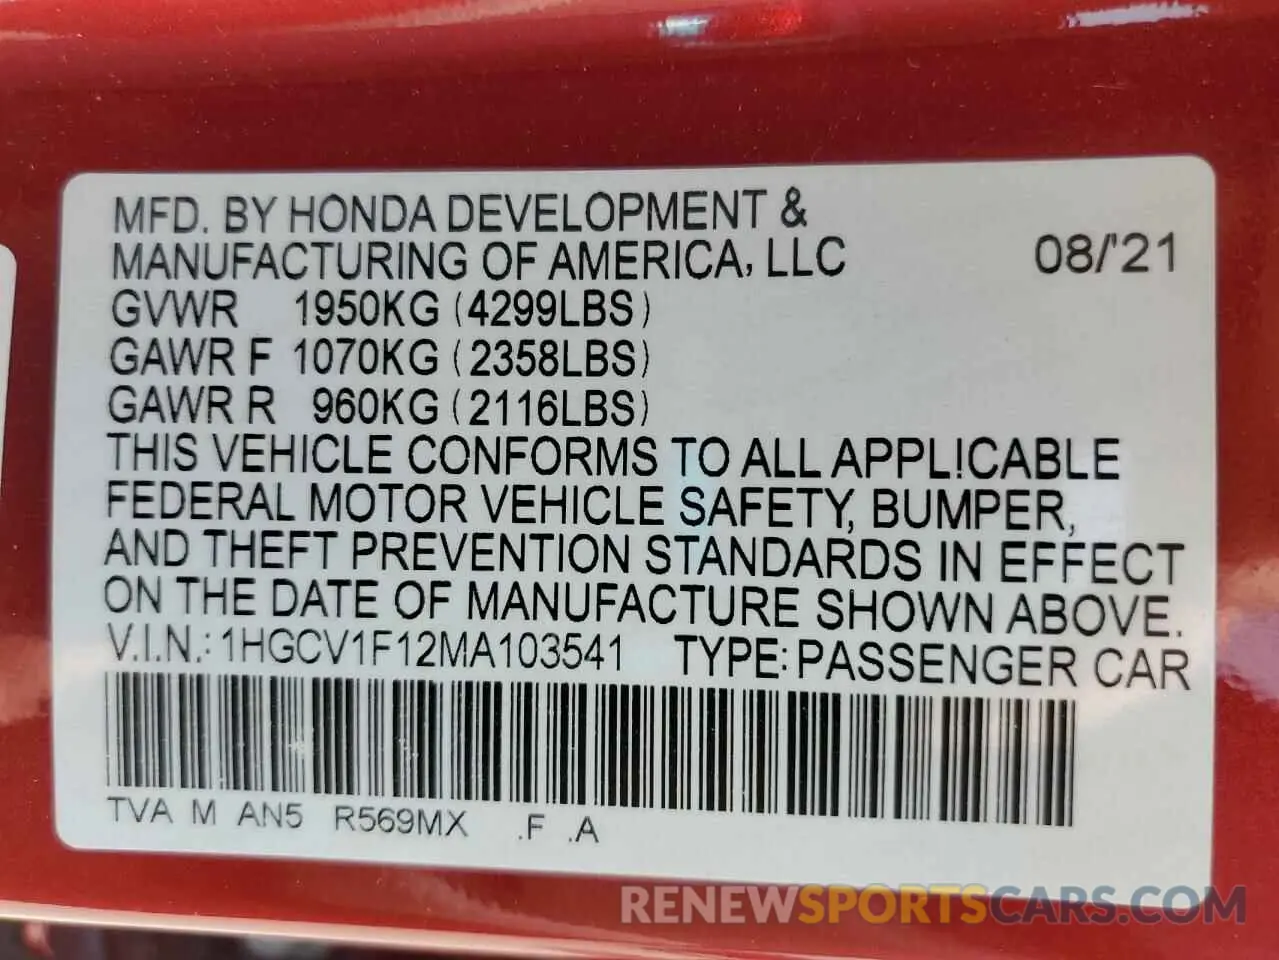 MFD. BY HONDA DEVELOPMENT &
MANUFACTURING OF AMERICA, LLC 08/'21
GVWR 1950KG (4299LBS)
GAWR F 1070KG (2358LBS)
GAWR R 960KG (2116LBS)
THIS VEHICLE CONFORMS TO ALL APPL!CABLE
FEDERAL MOTOR VEHICLE SAFETY, BUMPER,
AND THEFT PREVENTION STANDARDS IN EFFECT
ON THE DATE OF MANUFACTURE SHOWN ABOVE.
V.I.N.: 1HGCV1F12MA103541 TYPE: PASSENGER CAR
TVA M AN5 R569MX .F .A
RENEWSPORTSCARS.COM